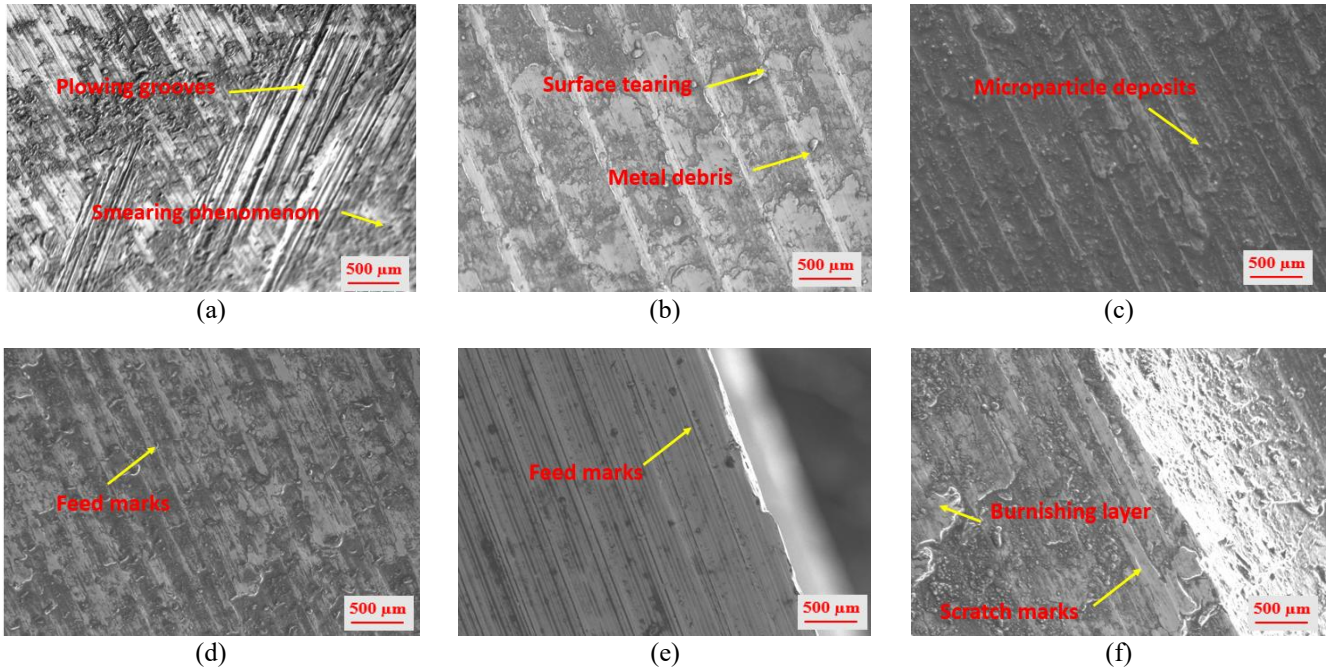 Plowing grooves
Smearing phenomenon
500 µm
(a)
Surface tearing
Metal debris
500 µm
(b)
Microparticle deposits
500 µm
(c)
Feed marks
500 µm
(d)
Feed marks
500 µm
(e)
Burnishing layer
Scratch marks
500 µm
(f)